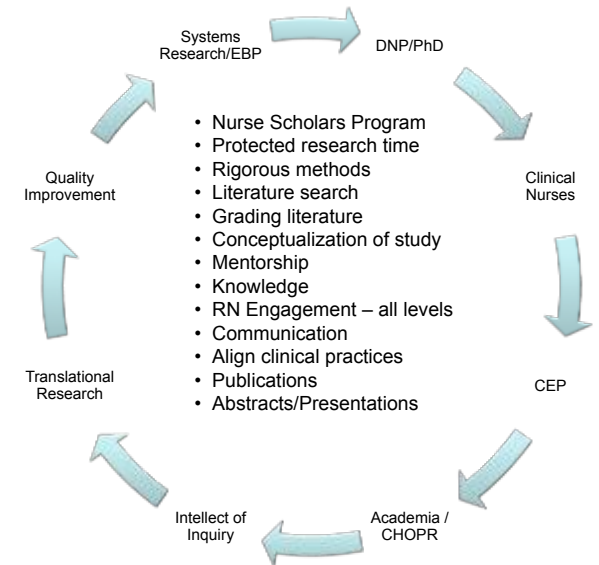 Systems
Research/EBP
DNP/PhD
Clinical
Nurses
CEP
Academia /
CHOPR
Intellect of
Inquiry
Translational
Research
Quality
Improvement
• Nurse Scholars Program
• Protected research time
• Rigorous methods
• Literature search
• Grading literature
• Conceptualization of study
• Mentorship
• Knowledge
• RN Engagement – all levels
• Communication
• Align clinical practices
• Publications
• Abstracts/Presentations